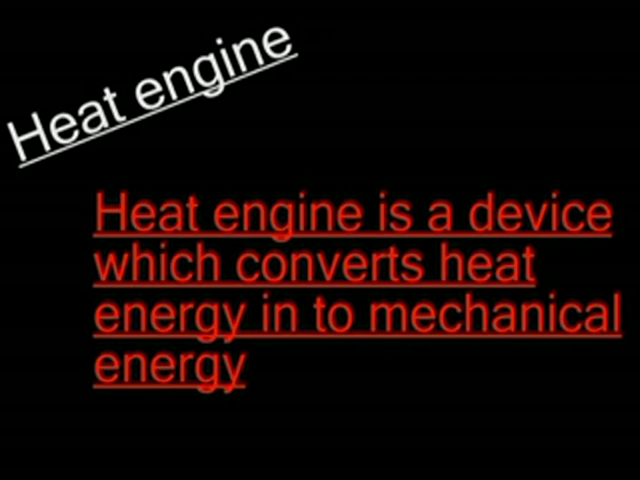 Heat engine
Heat engine is a device
which converts heat
energy in to mechanical
energy